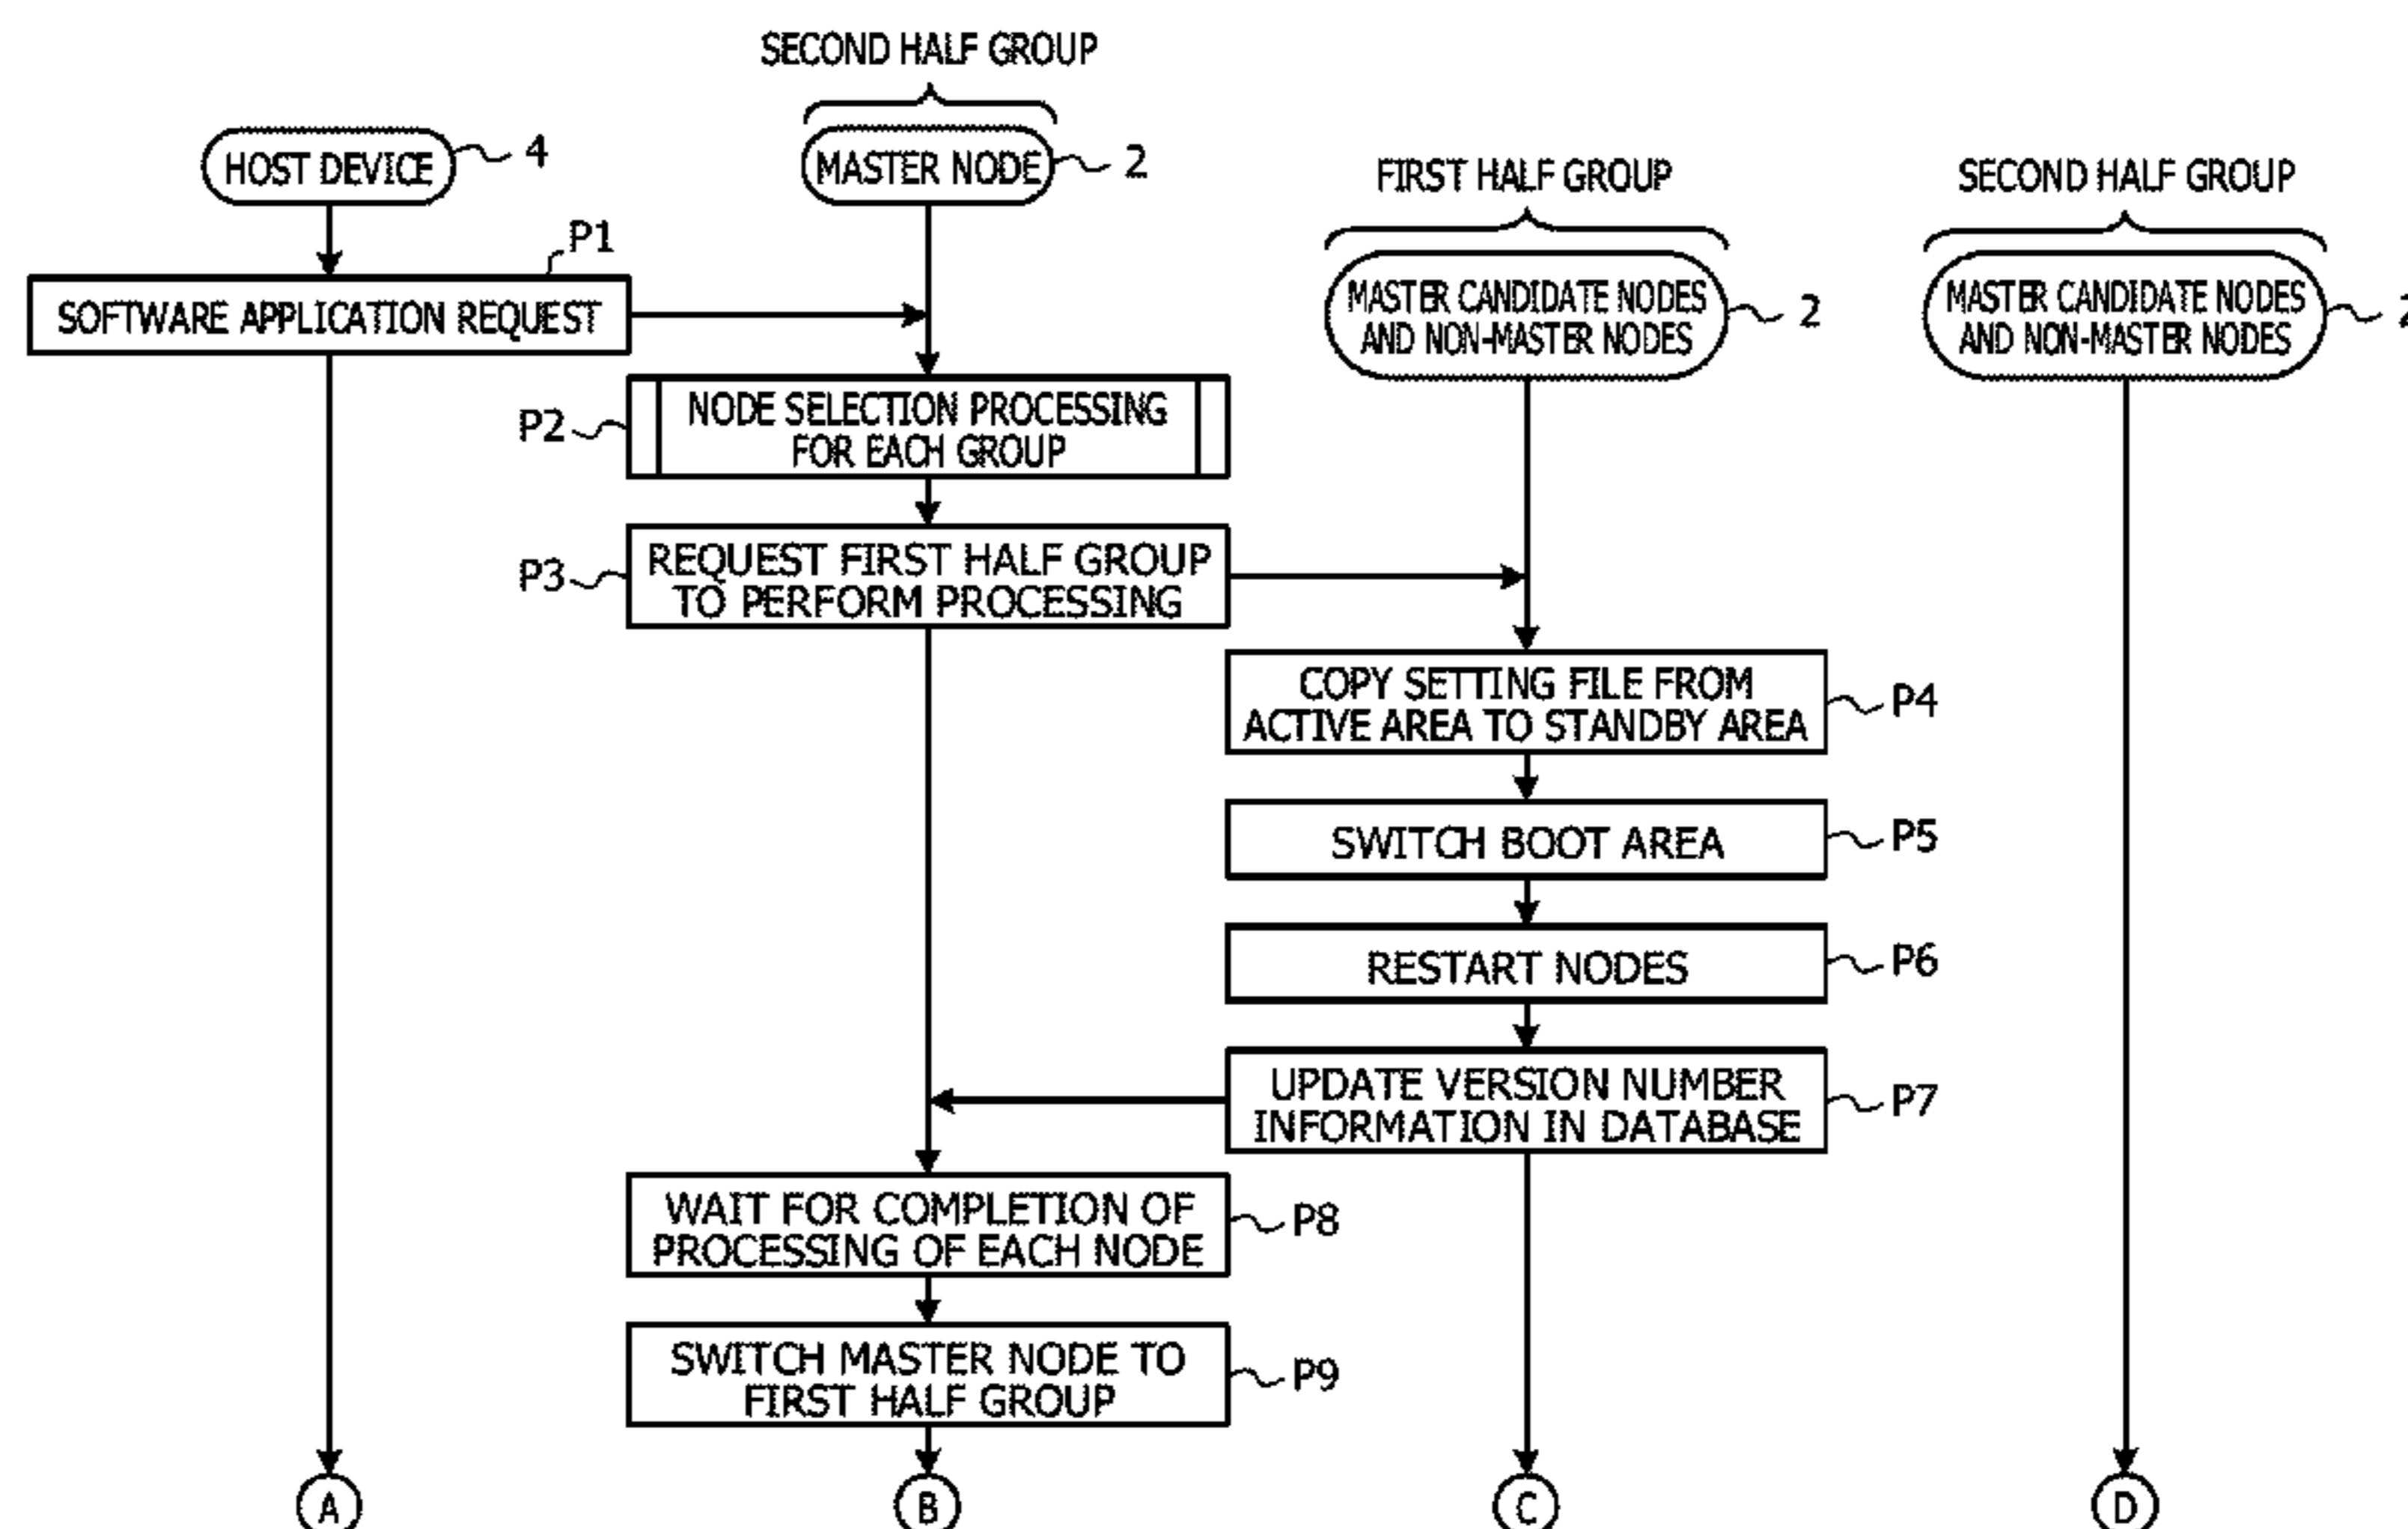 SECOND HALF GROUP
HOST DEVICE
4
MASTER NODE
2
FIRST HALF GROUP
SECOND HALF GROUP
P1
SOFTWARE APPLICATION REQUEST
MASTER CANDIDATE NODES
AND NON-MASTER NODES
2
MASTER CANDIDATE NODES
AND NON-MASTER NODES
2
P2
NODE SELECTION PROCESSING
FOR EACH GROUP
P3
REQUEST FIRST HALF GROUP
TO PERFORM PROCESSING
COPY SETTING FILE FROM
ACTIVE AREA TO STANDBY AREA
P4
SWITCH BOOT AREA
P5
RESTART NODES
P6
UPDATE VERSION NUMBER
INFORMATION IN DATABASE
P7
WAIT FOR COMPLETION OF
PROCESSING OF EACH NODE
P8
SWITCH MASTER NODE TO
FIRST HALF GROUP
P9
A
B
C
D